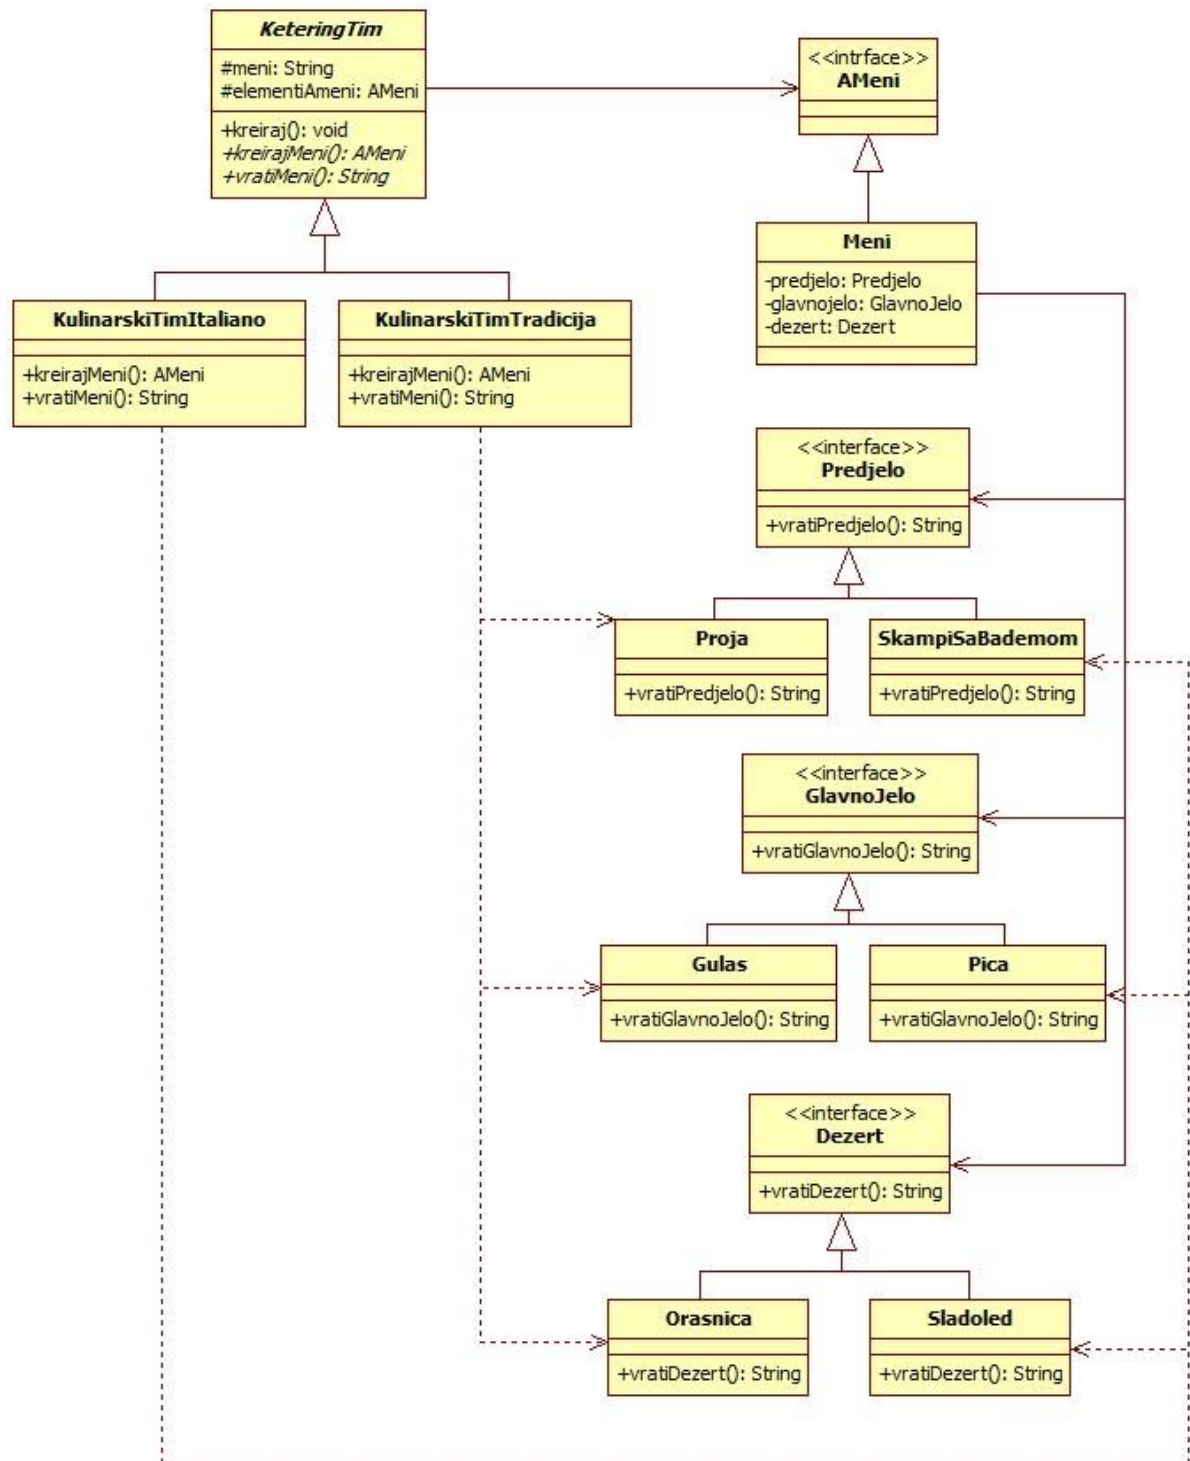 KeteringTim
#meni: String
#elementiAmeni: AMeni
+kreiraj(): void
+kreirajMeni(): AMeni
+vratiMeni(): String
<<intrface>>
AMeni
Meni
-predjelo: Predjelo
-glavnojelo: GlavnoJelo
-dezert: Dezert
KulinarskiTimItaliano
+kreirajMeni(): AMeni
+vratiMeni(): String
KulinarskiTimTradicija
+kreirajMeni(): AMeni
+vratiMeni(): String
<<interface>>
Predjelo
+vratiPredjelo(): String
Proja
+vratiPredjelo(): String
SkampiSaBademom
+vratiPredjelo(): String
<<interface>>
GlavnoJelo
+vratiGlavnoJelo(): String
Gulas
+vratiGlavnoJelo(): String
Pica
+vratiGlavnoJelo(): String
<<interface>>
Dezert
+vratiDezert(): String
Orasnica
+vratiDezert(): String
Sladoled
+vratiDezert(): String